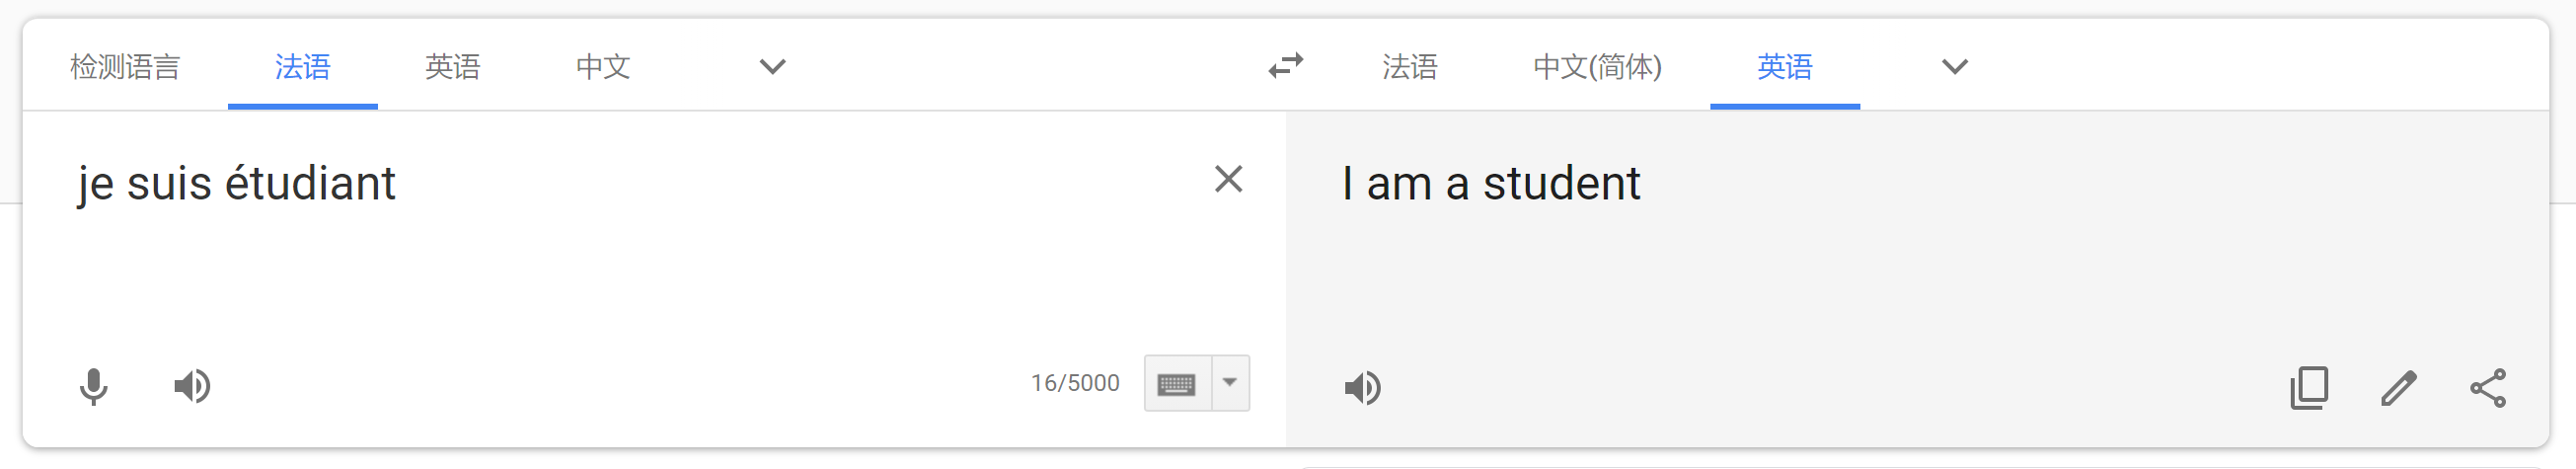 检测语言 法语 英语 中文 法语 中文(简体) 英语
je suis étudiant
I am a student
16/5000